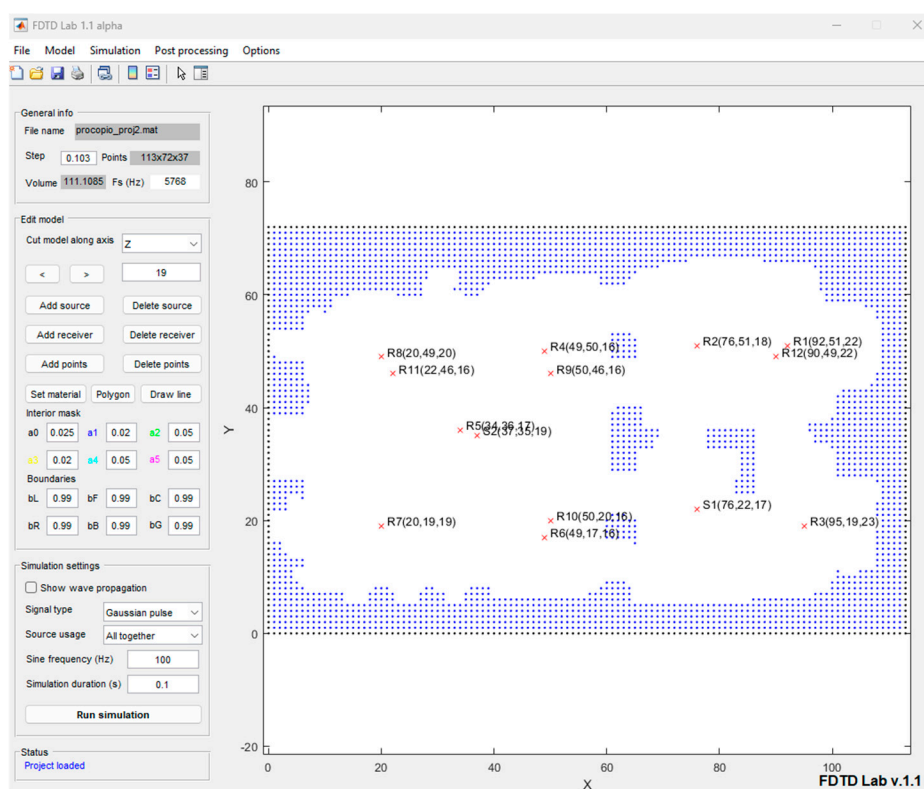 FDTD Lab 1.1 alpha
File Model Simulation Post processing Options
General info
File name procopio_proj2.mat
Step 0.103 Points 113x72x37
Volume 111.1085 Fs (Hz) 5768
Edit model
Cut model along axis Z
< > 19
Add source Delete source
Add receiver Delete receiver
Add points Delete points
Set material Polygon Draw line
Interior mask
a0 0.025 a1 0.02 a2 0.05
a3 0.02 a4 0.05 a5 0.05
Boundaries
bL 0.99 bF 0.99 bC 0.99
bR 0.99 bB 0.99 bG 0.99
Simulation settings
Show wave propagation
Signal type Gaussian pulse
Source usage All together
Sine frequency (Hz) 100
Simulation duration (s) 0.1
Run simulation
Status
Project loaded
80
60
40
20
0
-20
Y
R8(20,49,20)
R11(22,46,16)
R4(49,50,16)
R9(50,46,16)
R2(76,51,18)
R1(92,51,22)
R12(90,49,22)
R5(34,36,17)
S2(37,35,19)
R7(20,19,19)
R10(50,20,16)
R6(49,17,16)
S1(76,22,17)
R3(95,19,23)
0 20 40 60 80 100
X
FDTD Lab v.1.1